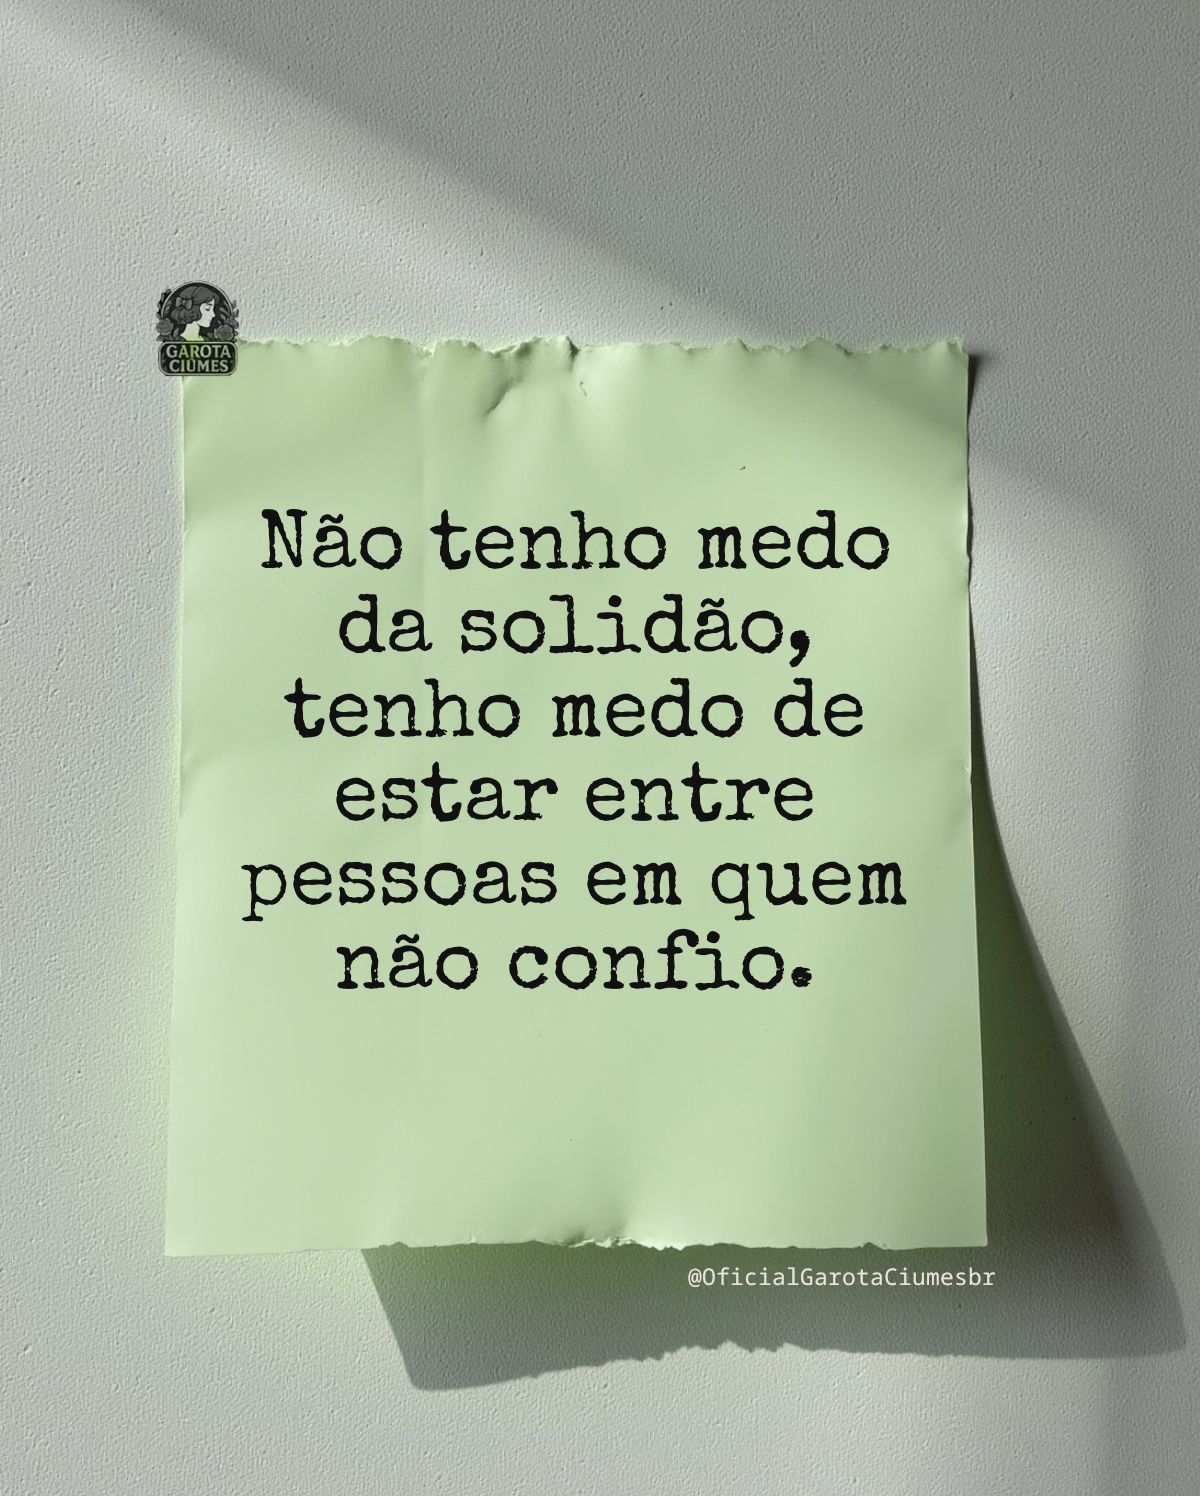 GAROTA
CIÚMES
Não tenho medo
da solidão,
tenho medo de
estar entre
pessoas em quem
não confio.
@OficialGarotaCiumesbr